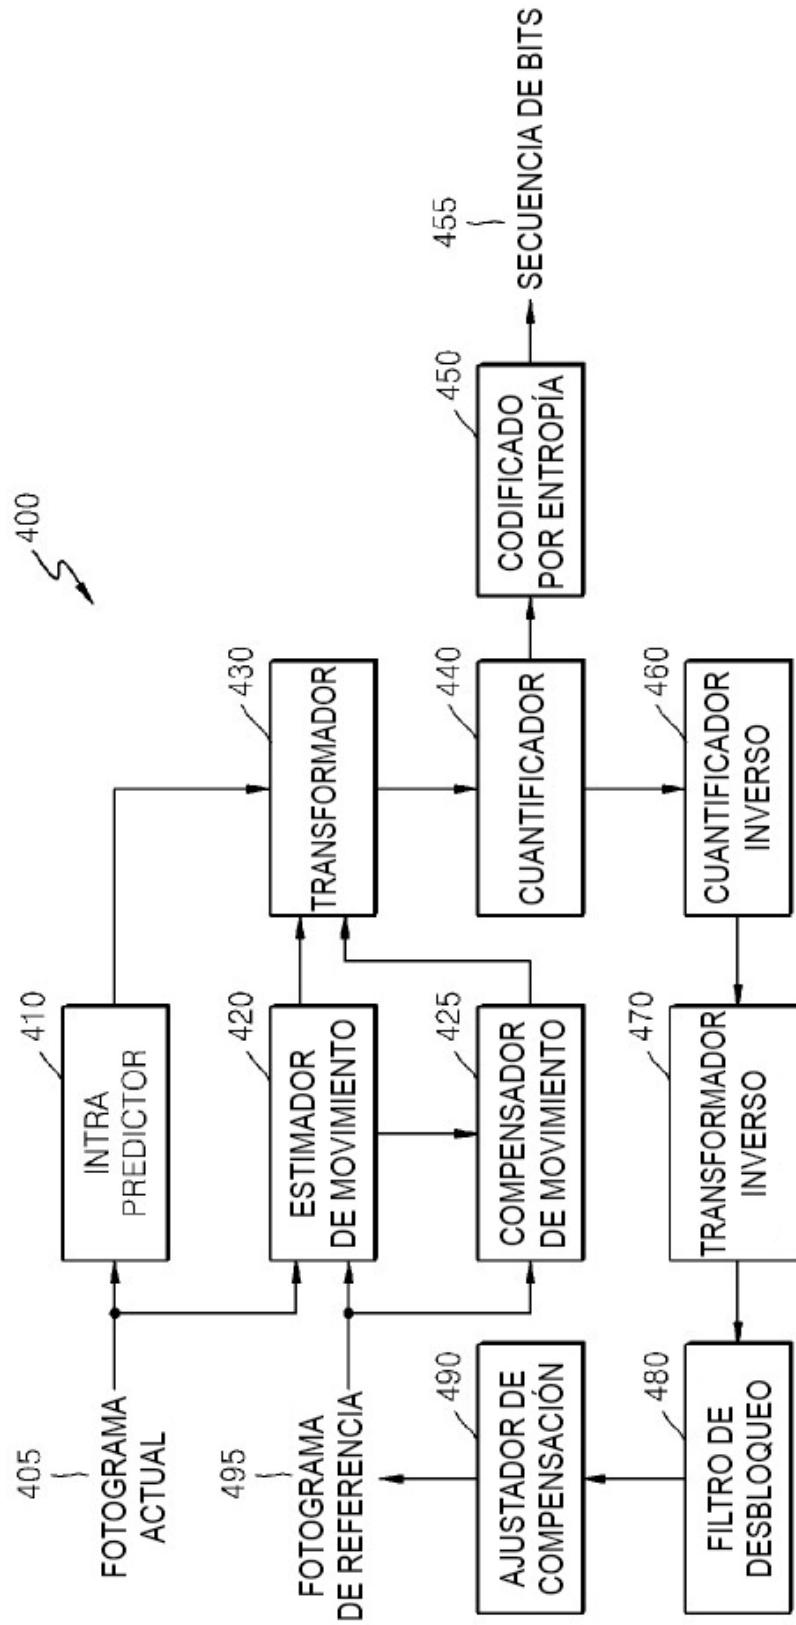 400
405
FOTOGRAMA
ACTUAL
410
INTRA
PREDICTOR
495
FOTOGRAMA
DE REFERENCIA
420
ESTIMADOR
DE MOVIMIENTO
430
TRANSFORMADOR
490
AJUSTADOR DE
COMPENSACIÓN
425
COMPENSADOR
DE MOVIMIENTO
440
CUANTIFICADOR
450
CODIFICADO
POR ENTROPÍA
455
SECUENCIA DE BITS
480
FILTRO DE
DESBLOQUEO
470
TRANSFORMADOR
INVERSO
460
CUANTIFICADOR
INVERSO